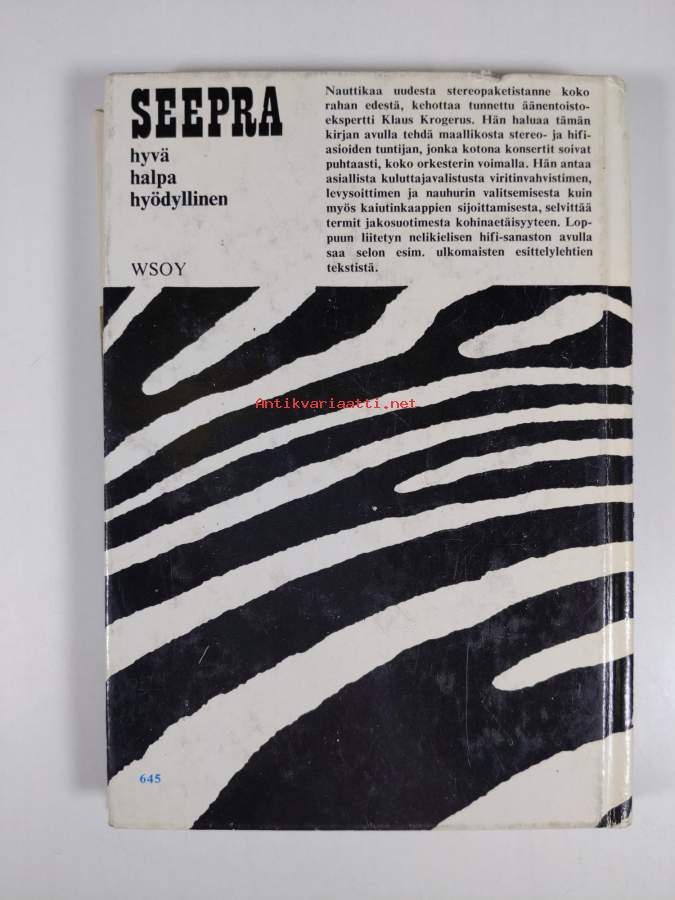 SEEPRA
hyvä
halpa
hyödyllinen
WSOY
Nauttikaa uudesta stereopaketistanne koko
rahan edestä, kehottaa tunnettu äänentoisto-
ekspertti Klaus Krogerus. Hän haluaa tämän
kirjan avulla tehdä maallikosta stereo- ja hifi-
asioiden tuntijan, jonka kotona konsertit soivat
puhtaasti, koko orkesterin voimalla. Hän antaa
asiallista kuluttajavalistusta viritinvahvistimen,
levysoittimen ja nauhurin valitsemisesta kuin
myös kaiutinkaappien sijoittamisesta, selvittää
termit jakosuotimesta kohinaetäisyyteen. Lop-
puun liitetyn nelikielisen hifi-sanaston avulla
saa selon esim. ulkomaisten esittelylehtien
tekstistä.
Antikvariaatti.net
645